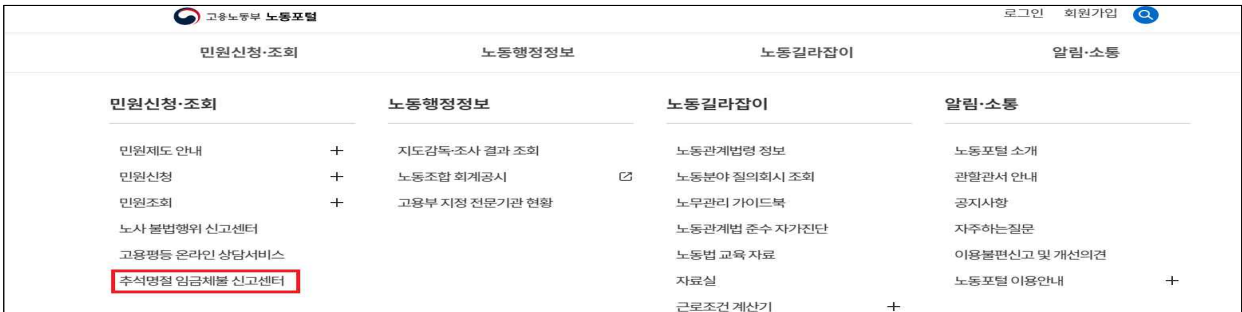 고용노동부 노동포털
로그인 회원가입
민원신청·조회 노동행정정보 노동길라잡이 알림·소통
민원신청·조회
민원제도 안내
민원신청
민원조회
노사 불법행위 신고센터
고용평등 온라인 상담서비스
추석명절 임금체불 신고센터
노동행정정보
지도감독·조사 결과 조회
노동조합 회계공시
고용부 지정 전문기관 현황
노동길라잡이
노동관계법령 정보
노동분야 질의회시 조회
노무관리 가이드북
노동관계법 준수 자가진단
노동법 교육 자료
자료실
근로조건 계산기
알림·소통
노동포털 소개
관할관서 안내
공지사항
자주하는질문
이용불편신고 및 개선의견
노동포털 이용안내